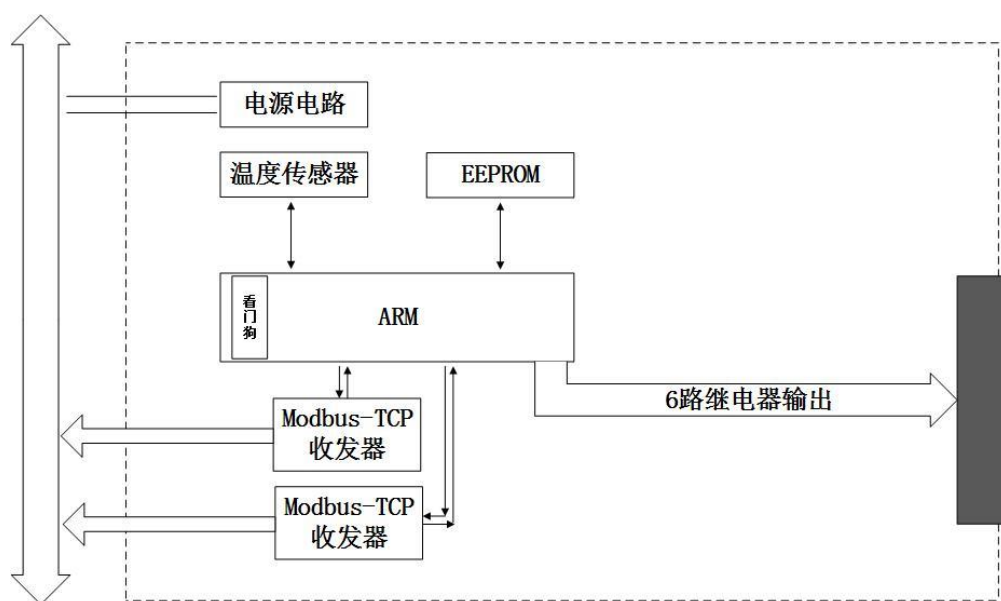 电源电路
温度传感器
EEPROM
看门狗
ARM
6路继电器输出
Modbus-TCP
收发器
Modbus-TCP
收发器